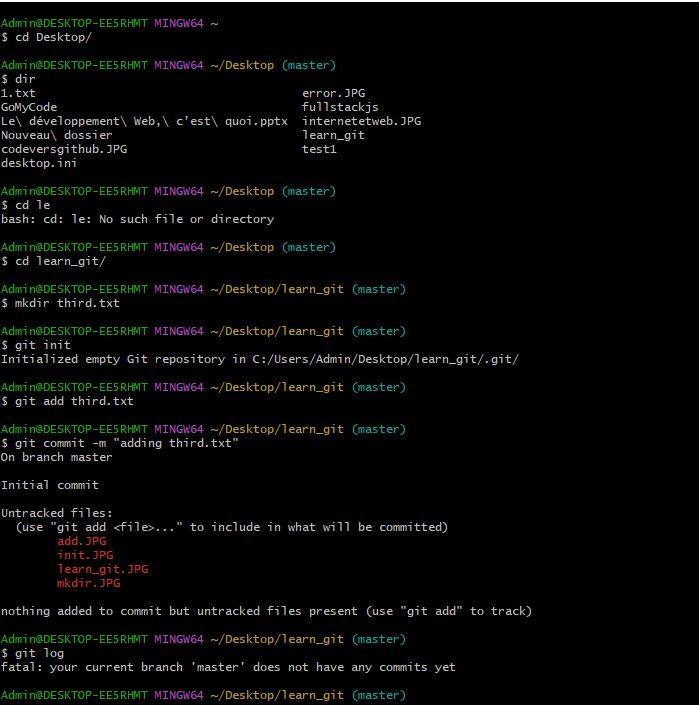 Admin@DESKTOP-EE5RHMT MINGW64 ~
$ cd Desktop/
Admin@DESKTOP-EE5RHMT MINGW64 ~/Desktop (master)
$ dir
1.txt error.JPG
GoMyCode fullstackjs
Le\ développement\ Web,\ c’est\ quoi.pptx internetetweb.JPG
Nouveau\ dossier learn_git
codeversgithub.JPG test1
desktop.ini
Admin@DESKTOP-EE5RHMT MINGW64 ~/Desktop (master)
$ cd le
bash: cd: le: No such file or directory
Admin@DESKTOP-EE5RHMT MINGW64 ~/Desktop (master)
$ cd learn_git/
Admin@DESKTOP-EE5RHMT MINGW64 ~/Desktop/learn_git (master)
$ mkdir third.txt
Admin@DESKTOP-EE5RHMT MINGW64 ~/Desktop/learn_git (master)
$ git init
Initialized empty Git repository in C:/Users/Admin/Desktop/learn_git/.git/
Admin@DESKTOP-EE5RHMT MINGW64 ~/Desktop/learn_git (master)
$ git add third.txt
Admin@DESKTOP-EE5RHMT MINGW64 ~/Desktop/learn_git (master)
$ git commit -m "adding third.txt"
On branch master
Initial commit
Untracked files:
(use "git add <file>..." to include in what will be committed)
add.JPG
init.JPG
learn_git.JPG
mkdir.JPG
nothing added to commit but untracked files present (use "git add" to track)
Admin@DESKTOP-EE5RHMT MINGW64 ~/Desktop/learn_git (master)
$ git log
fatal: your current branch 'master' does not have any commits yet
Admin@DESKTOP-EE5RHMT MINGW64 ~/Desktop/learn_git (master)